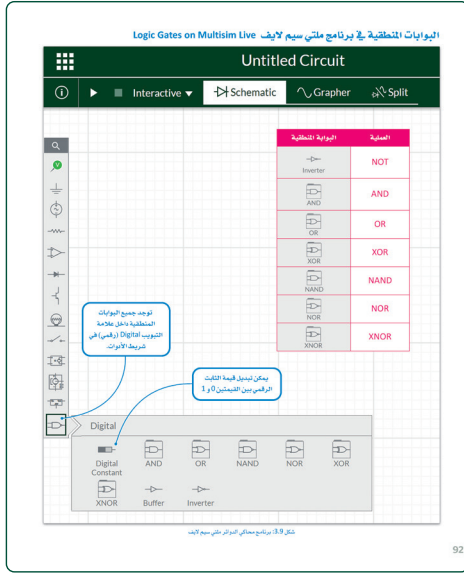 البوابات المنطقية في برنامج ملتي سيم لايف Logic Gates on Multisim Live
Untitled Circuit
Interactive
Schematic
Grapher
Split
البوابة المنطقية
العملية
Inverter
NOT
AND
AND
OR
OR
XOR
XOR
NAND
NAND
NOR
NOR
XNOR
XNOR
توجد جميع البوابات
المنطقية داخل علامة
التبويب Digital (رقمي) في
شريط الأدوات.
يمكن تبديل قيمة الثابت
الرقمي بين القيمتين 0 و 1
Digital
Digital
Constant
AND
OR
NAND
NOR
XOR
XNOR
Buffer
Inverter
شكل 3.9: برنامج محاكي الدوائر ملتي سيم لايف
92